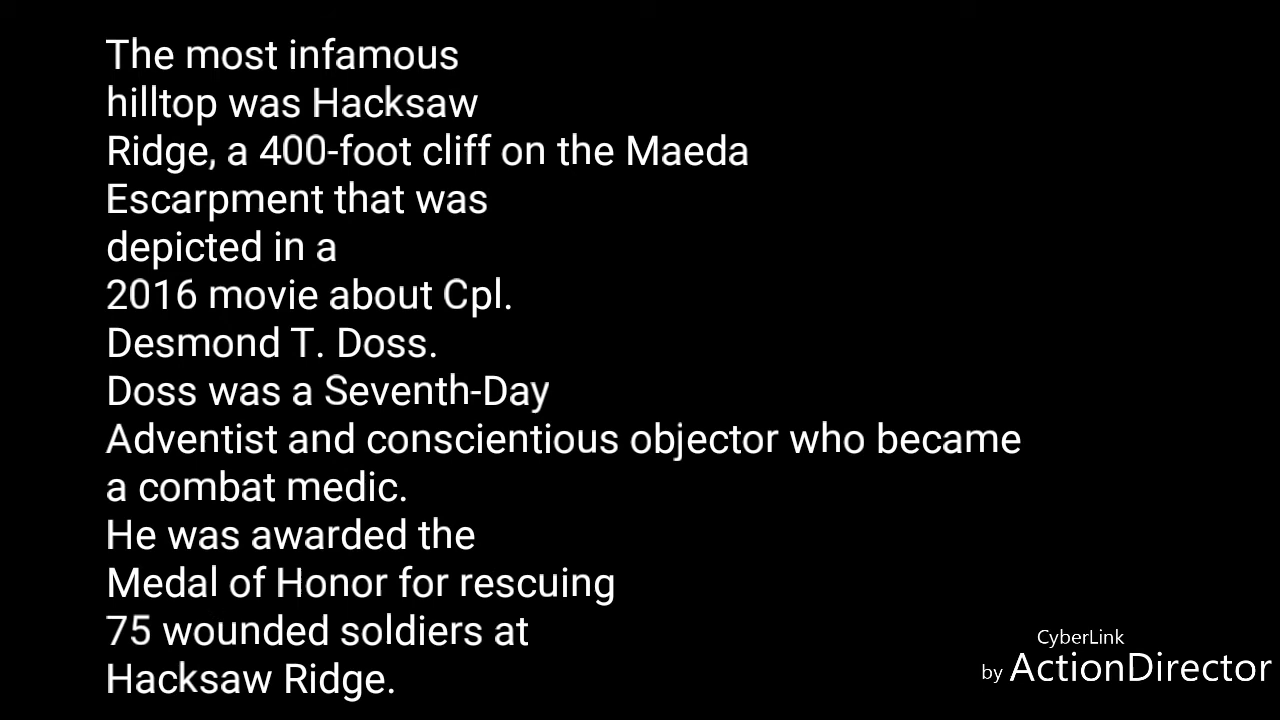 The most infamous
hilltop was Hacksaw
Ridge, a 400-foot cliff on the Maeda
Escarpment that was
depicted in a
2016 movie about Cpl.
Desmond T. Doss.
Doss was a Seventh-Day
Adventist and conscientious objector who became
a combat medic.
He was awarded the
Medal of Honor for rescuing
75 wounded soldiers at
Hacksaw Ridge.
CyberLink
by ActionDirector